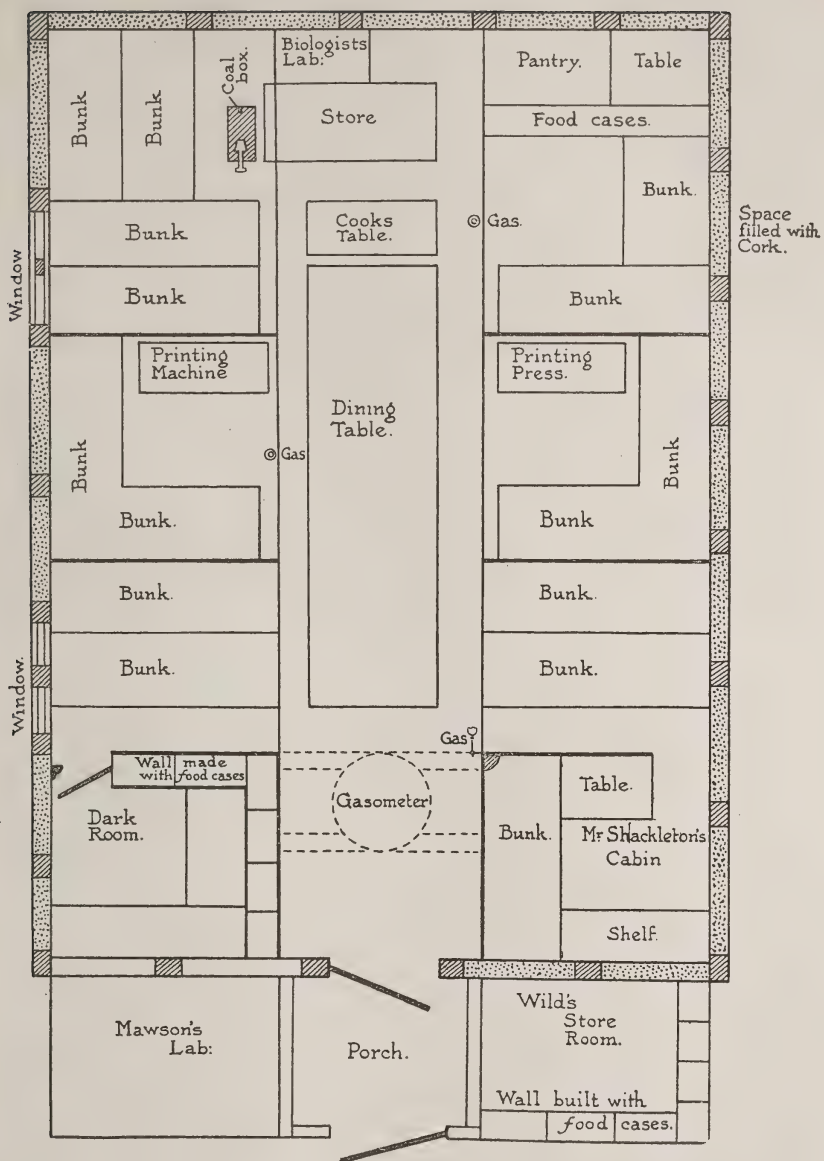 Biologists
Lab:
Coal
box.
Pantry.
Table
Bunk
Bunk
Store
Food cases.
Bunk.
Bunk
Cooks
Table.
Gas.
Space
filled with
Cork.
Window
Bunk
Bunk
Printing
Machine
Printing
Press.
Dining
Table.
Bunk
Gas
Bunk
Bunk.
Bunk
Bunk.
Bunk.
Bunk.
Bunk.
Window.
Gas
Wall made
with food cases
Gasometer
Table.
Dark
Room.
Bunk.
Mr. Shackleton's
Cabin
Shelf.
Mawson's
Lab:
Porch.
Wild's
Store
Room.
Wall built with
food cases.